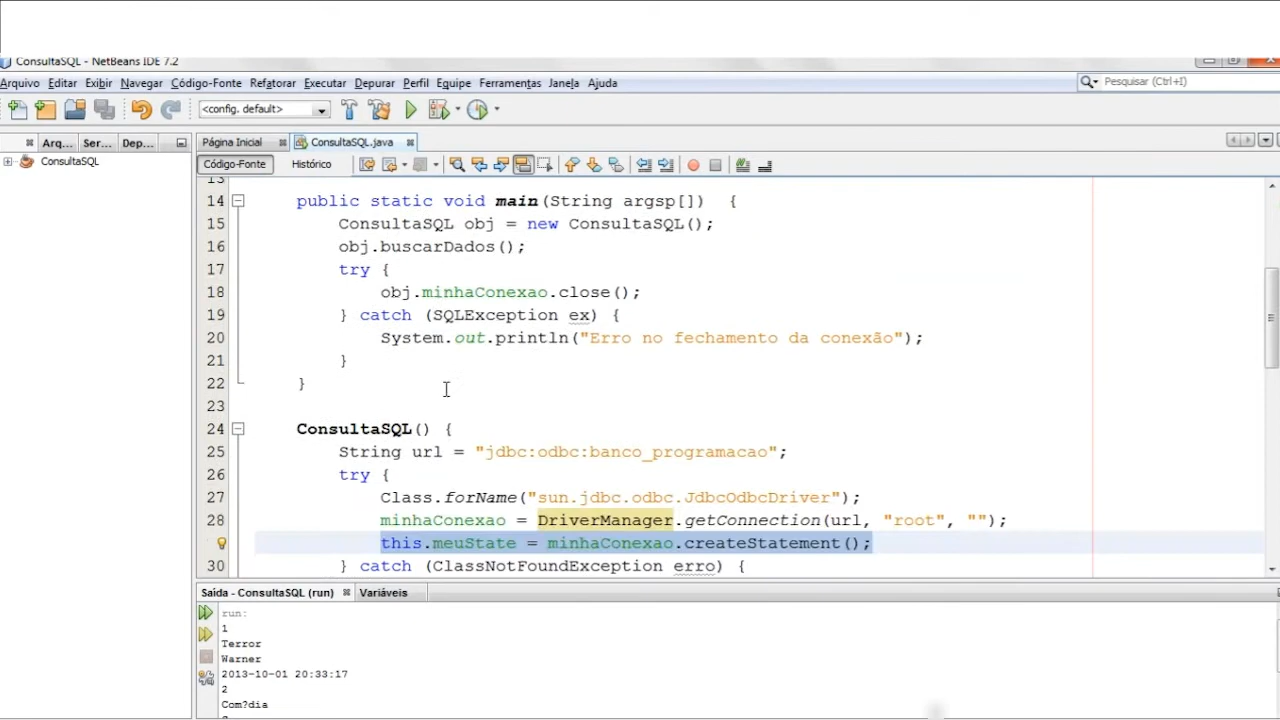 ConsultaSQL - NetBeans IDE 7.2
Arquivo Editar Exibir Navegar Código-Fonte Refatorar Executar Depurar Perfil Equipe Ferramentas Janela Ajuda
Pesquisar (Ctrl+I)
<config. default>
Arq... Ser... Dep...
Página Inicial ConsultaSQL.java
ConsultaSQL
Código-Fonte Histórico
13
14 public static void main(String argsp[]) {
15 ConsultaSQL obj = new ConsultaSQL();
16 obj.buscarDados();
17 try {
18 obj.minhaConexao.close();
19 } catch (SQLException ex) {
20 System.out.println("Erro no fechamento da conexão");
21 }
22 }
23
24 ConsultaSQL() {
25 String url = "jdbc:odbc:banco_programacao";
26 try {
27 Class.forName("sun.jdbc.odbc.JdbcOdbcDriver");
28 minhaConexao = DriverManager.getConnection(url, "root", "");
this.meuState = minhaConexao.createStatement();
30 } catch (ClassNotFoundException erro) {
Saída - ConsultaSQL (run) Variáveis
run:
1
Terror
Warner
2013-10-01 20:33:17
2
Com?dia